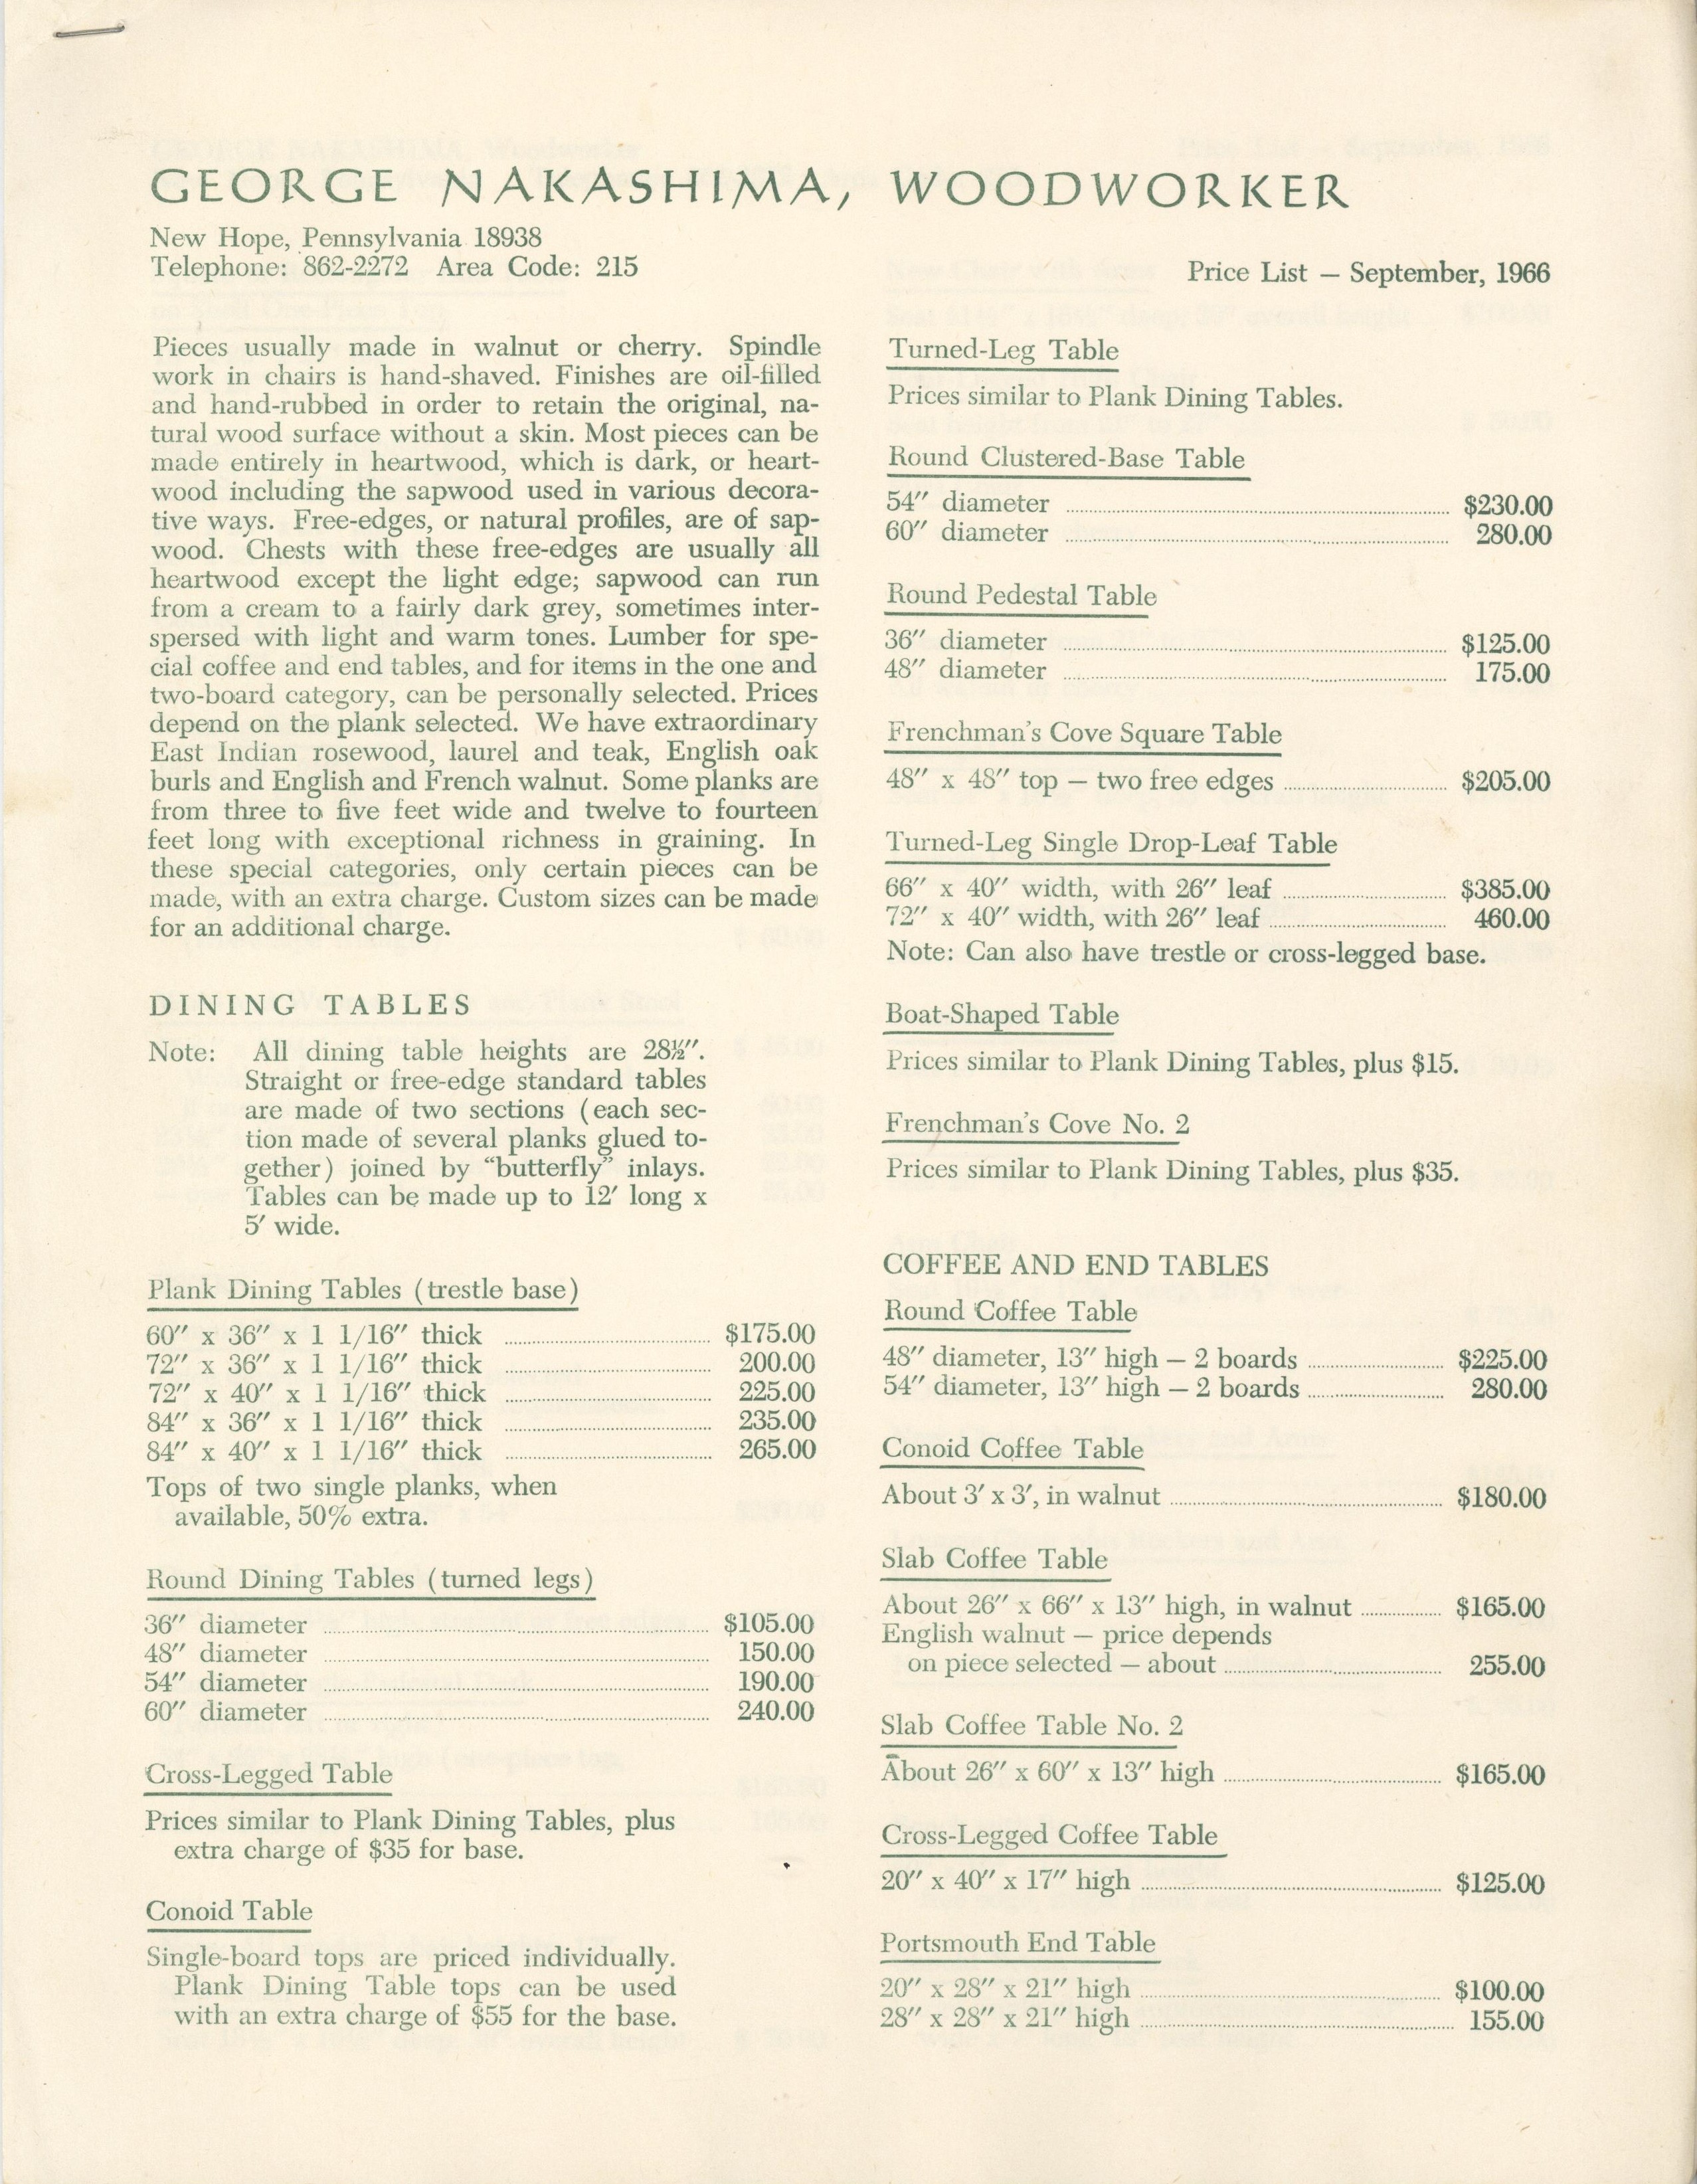 GEORGE NAKASHIMA, WOODWORKER
New Hope, Pennsylvania 18938
Telephone: 862-2272 Area Code: 215
Price List — September, 1966
Pieces usually made in walnut or cherry. Spindle
work in chairs is hand-shaved. Finishes are oil-filled
and hand-rubbed in order to retain the original, na-
tural wood surface without a skin. Most pieces can be
made entirely in heartwood, which is dark, or heart-
wood including the sapwood used in various decora-
tive ways. Free-edges, or natural profiles, are of sap-
wood. Chests with these free-edges are usually all
heartwood except the light edge; sapwood can run
from a cream to a fairly dark grey, sometimes inter-
spersed with light and warm tones. Lumber for spe-
cial coffee and end tables, and for items in the one and
two-board category, can be personally selected. Prices
depend on the plank selected. We have extraordinary
East Indian rosewood, laurel and teak, English oak
burls and English and French walnut. Some planks are
from three to five feet wide and twelve to fourteen
feet long with exceptional richness in graining. In
these special categories, only certain pieces can be
made, with an extra charge. Custom sizes can be made
for an additional charge.
DINING TABLES
Note: All dining table heights are 28½″.
Straight or free-edge standard tables
are made of two sections (each sec-
tion made of several planks glued to-
gether) joined by “butterfly” inlays.
Tables can be made up to 12′ long x
5′ wide.
Plank Dining Tables (trestle base)
60″ x 36″ x 1 1/16″ thick $175.00
72″ x 36″ x 1 1/16″ thick 200.00
72″ x 40″ x 1 1/16″ thick 225.00
84″ x 36″ x 1 1/16″ thick 235.00
84″ x 40″ x 1 1/16″ thick 265.00
Tops of two single planks, when
available, 50% extra.
Round Dining Tables (turned legs)
36″ diameter $105.00
48″ diameter 150.00
54″ diameter 190.00
60″ diameter 240.00
Cross-Legged Table
Prices similar to Plank Dining Tables, plus
extra charge of $35 for base.
Conoid Table
Single-board tops are priced individually.
Plank Dining Table tops can be used
with an extra charge of $55 for the base.
Turned-Leg Table
Prices similar to Plank Dining Tables.
Round Clustered-Base Table
54″ diameter $230.00
60″ diameter 280.00
Round Pedestal Table
36″ diameter $125.00
48″ diameter 175.00
Frenchman's Cove Square Table
48″ x 48″ top — two free edges $205.00
Turned-Leg Single Drop-Leaf Table
66″ x 40″ width, with 26″ leaf $385.00
72″ x 40″ width, with 26″ leaf 460.00
Note: Can also have trestle or cross-legged base.
Boat-Shaped Table
Prices similar to Plank Dining Tables, plus $15.
Frenchman's Cove No. 2
Prices similar to Plank Dining Tables, plus $35.
COFFEE AND END TABLES
Round Coffee Table
48″ diameter, 13″ high — 2 boards $225.00
54″ diameter, 13″ high — 2 boards 280.00
Conoid Coffee Table
About 3′ x 3′, in walnut $180.00
Slab Coffee Table
About 26″ x 66″ x 13″ high, in walnut $165.00
English walnut — price depends
on piece selected — about 255.00
Slab Coffee Table No. 2
About 26″ x 60″ x 13″ high $165.00
Cross-Legged Coffee Table
20″ x 40″ x 17″ high $125.00
Portsmouth End Table
20″ x 28″ x 21″ high $100.00
28″ x 28″ x 21″ high 155.00